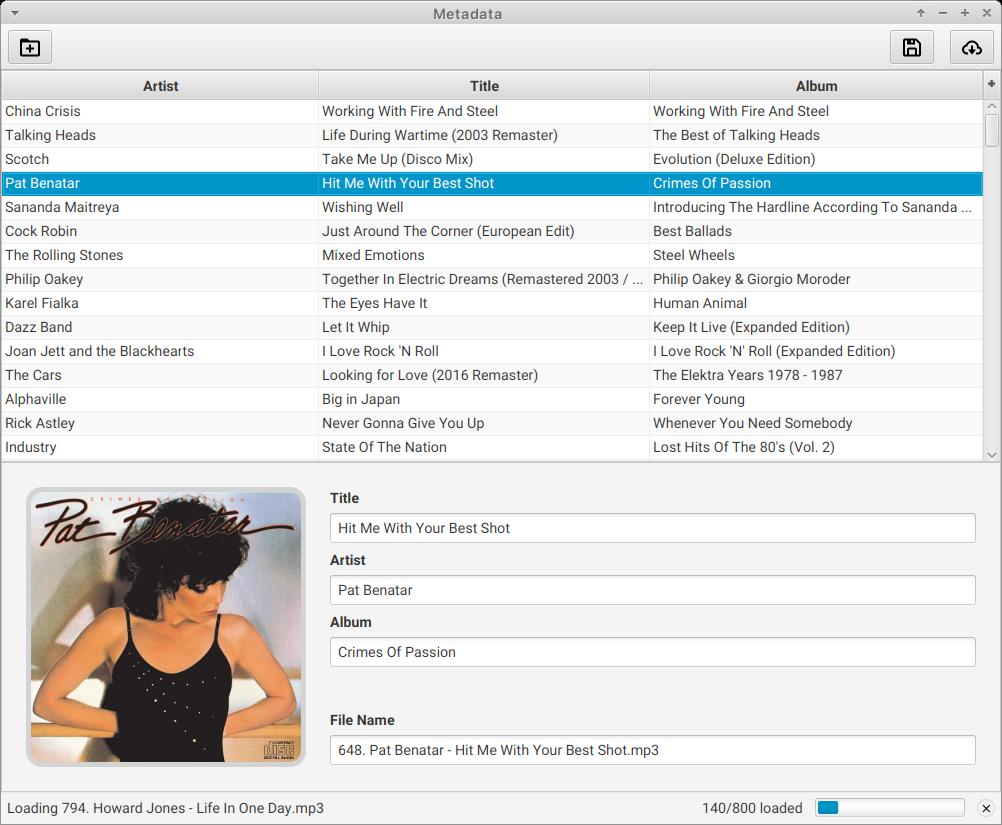 Metadata
Artist Title Album +
China Crisis Working With Fire And Steel Working With Fire And Steel
Talking Heads Life During Wartime (2003 Remaster) The Best of Talking Heads
Scotch Take Me Up (Disco Mix) Evolution (Deluxe Edition)
Pat Benatar Hit Me With Your Best Shot Crimes Of Passion
Sananda Maitreya Wishing Well Introducing The Hardline According To Sananda ...
Cock Robin Just Around The Corner (European Edit) Best Ballads
The Rolling Stones Mixed Emotions Steel Wheels
Philip Oakey Together In Electric Dreams (Remastered 2003 / ... Philip Oakey & Giorgio Moroder
Karel Fialka The Eyes Have It Human Animal
Dazz Band Let It Whip Keep It Live (Expanded Edition)
Joan Jett and the Blackhearts I Love Rock 'N Roll I Love Rock 'N' Roll (Expanded Edition)
The Cars Looking for Love (2016 Remaster) The Elektra Years 1978 - 1987
Alphaville Big in Japan Forever Young
Rick Astley Never Gonna Give You Up Whenever You Need Somebody
Industry State Of The Nation Lost Hits Of The 80's (Vol. 2)
CRIMES OF PASSION
Pat Benatar
COMPACT
disc
DIGITAL AUDIO
Title
Hit Me With Your Best Shot
Artist
Pat Benatar
Album
Crimes Of Passion
File Name
648. Pat Benatar - Hit Me With Your Best Shot.mp3
Loading 794. Howard Jones - Life In One Day.mp3 140/800 loaded